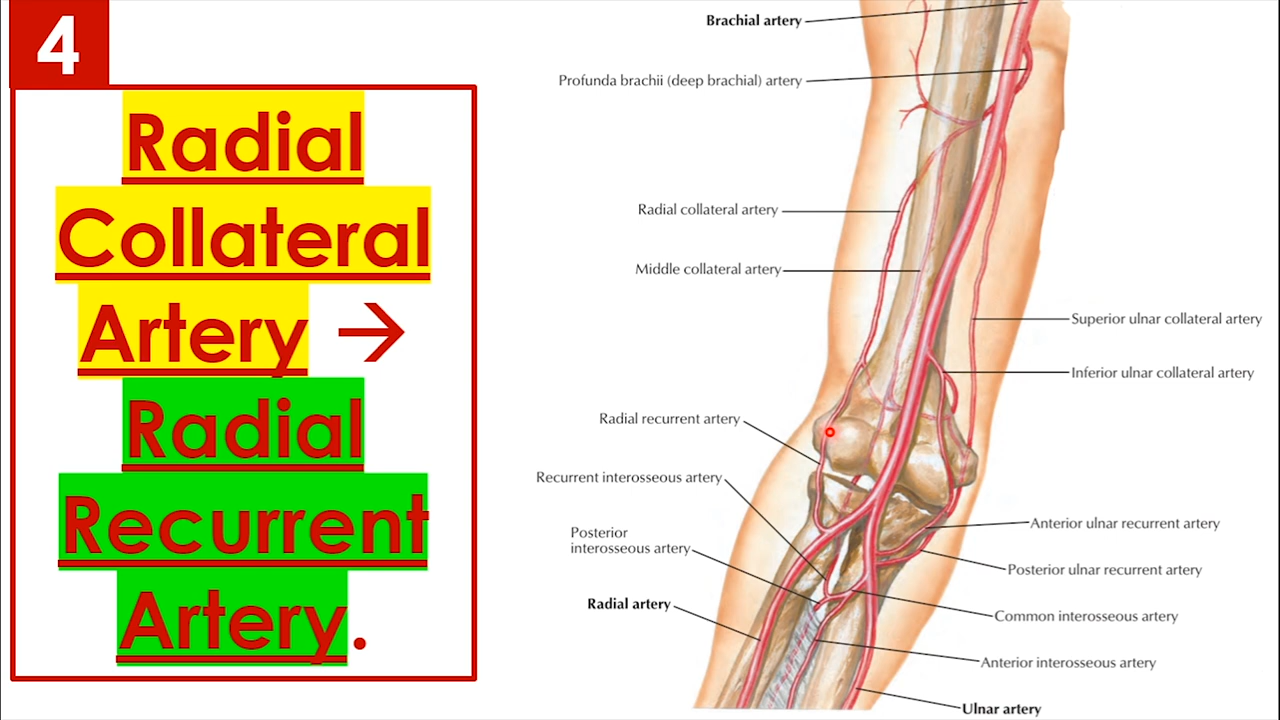 4
Radial
Collateral
Artery →
Radial
Recurrent
Artery.
Brachial artery
Profunda brachii (deep brachial) artery
Radial collateral artery
Middle collateral artery
Superior ulnar collateral artery
Inferior ulnar collateral artery
Radial recurrent artery
Recurrent interosseous artery
Anterior ulnar recurrent artery
Posterior
interosseous artery
Posterior ulnar recurrent artery
Radial artery
Common interosseous artery
Anterior interosseous artery
Ulnar artery